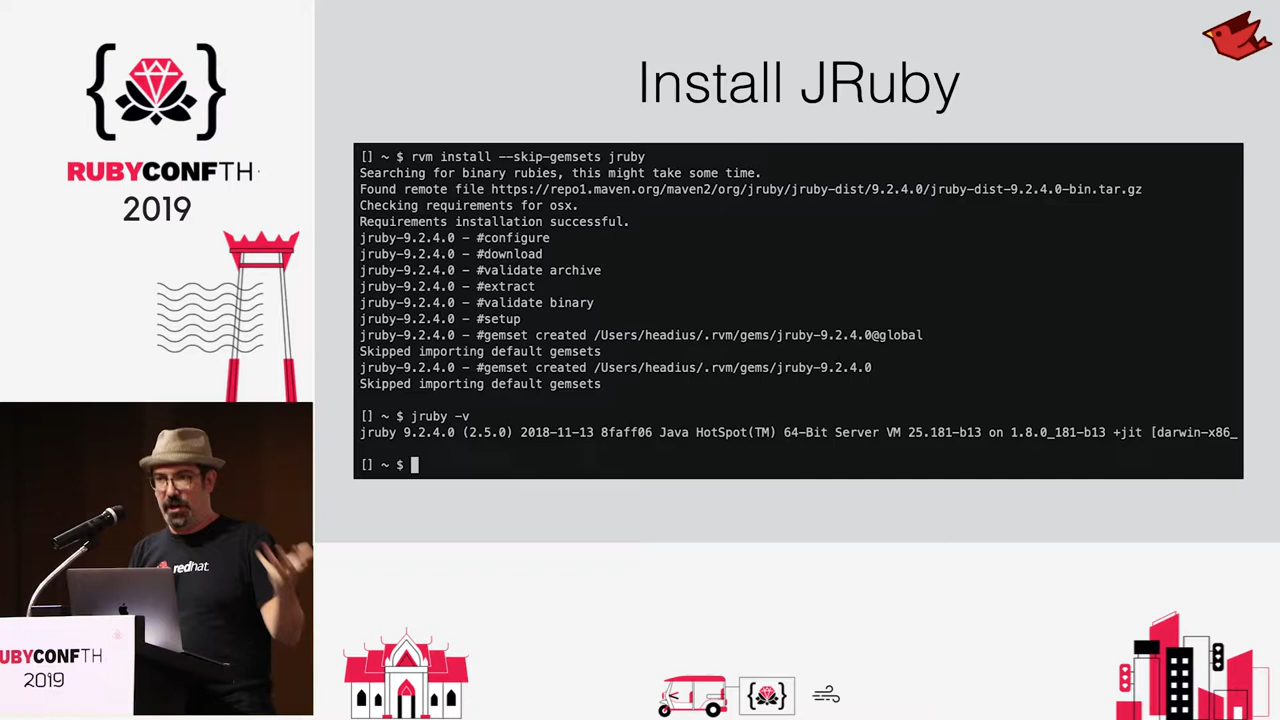 RUBYCONFTH
2019
Install JRuby
[] ~ $ rvm install --skip-gemsets jruby
Searching for binary rubies, this might take some time.
Found remote file https://repo1.maven.org/maven2/org/jruby/jruby-dist/9.2.4.0/jruby-dist-9.2.4.0-bin.tar.gz
Checking requirements for osx.
Requirements installation successful.
jruby-9.2.4.0 - #configure
jruby-9.2.4.0 - #download
jruby-9.2.4.0 - #validate archive
jruby-9.2.4.0 - #extract
jruby-9.2.4.0 - #validate binary
jruby-9.2.4.0 - #setup
jruby-9.2.4.0 - #gemset created /Users/headius/.rvm/gems/jruby-9.2.4.0@global
Skipped importing default gemsets
jruby-9.2.4.0 - #gemset created /Users/headius/.rvm/gems/jruby-9.2.4.0
Skipped importing default gemsets
[] ~ $ jruby -v
jruby 9.2.4.0 (2.5.0) 2018-11-13 8faff06 Java HotSpot(TM) 64-Bit Server VM 25.181-b13 on 1.8.0_181-b13 +jit [darwin-x86_
[] ~ $
redhat
UBYCONFTH
2019